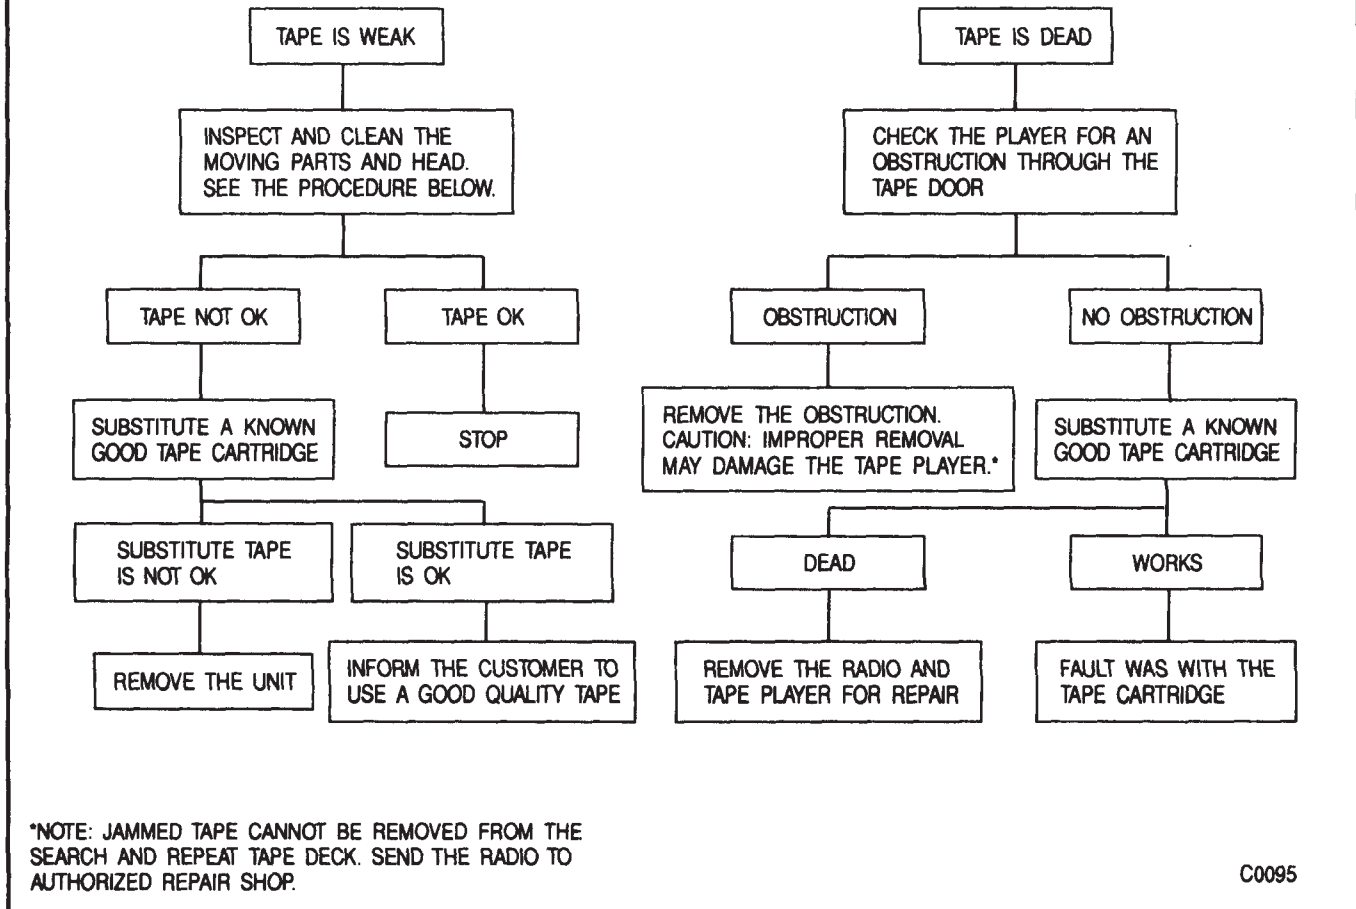 TAPE IS WEAK
INSPECT AND CLEAN THE
MOVING PARTS AND HEAD.
SEE THE PROCEDURE BELOW.
TAPE NOT OK
TAPE OK
SUBSTITUTE A KNOWN
GOOD TAPE CARTRIDGE
STOP
SUBSTITUTE TAPE
IS NOT OK
SUBSTITUTE TAPE
IS OK
REMOVE THE UNIT
INFORM THE CUSTOMER TO
USE A GOOD QUALITY TAPE
TAPE IS DEAD
CHECK THE PLAYER FOR AN
OBSTRUCTION THROUGH THE
TAPE DOOR
OBSTRUCTION
NO OBSTRUCTION
REMOVE THE OBSTRUCTION.
CAUTION: IMPROPER REMOVAL
MAY DAMAGE THE TAPE PLAYER.*
SUBSTITUTE A KNOWN
GOOD TAPE CARTRIDGE
DEAD
WORKS
REMOVE THE RADIO AND
TAPE PLAYER FOR REPAIR
FAULT WAS WITH THE
TAPE CARTRIDGE
*NOTE: JAMMED TAPE CANNOT BE REMOVED FROM THE
SEARCH AND REPEAT TAPE DECK. SEND THE RADIO TO
AUTHORIZED REPAIR SHOP.
C0095